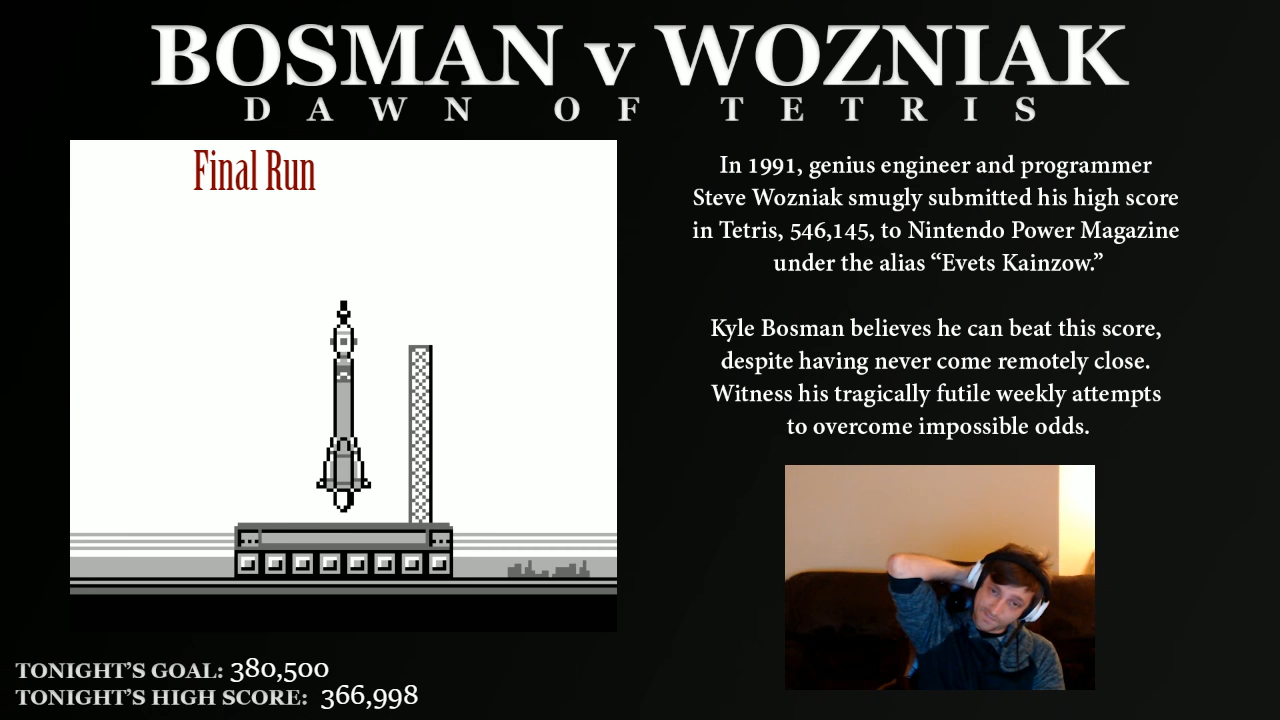 BOSMAN v WOZNIAK
DAWN OF TETRIS
Final Run
In 1991, genius engineer and programmer
Steve Wozniak smugly submitted his high score
in Tetris, 546,145, to Nintendo Power Magazine
under the alias “Evets Kainzow.”
Kyle Bosman believes he can beat this score,
despite having never come remotely close.
Witness his tragically futile weekly attempts
to overcome impossible odds.
TONIGHT’S GOAL: 380,500
TONIGHT’S HIGH SCORE: 366,998